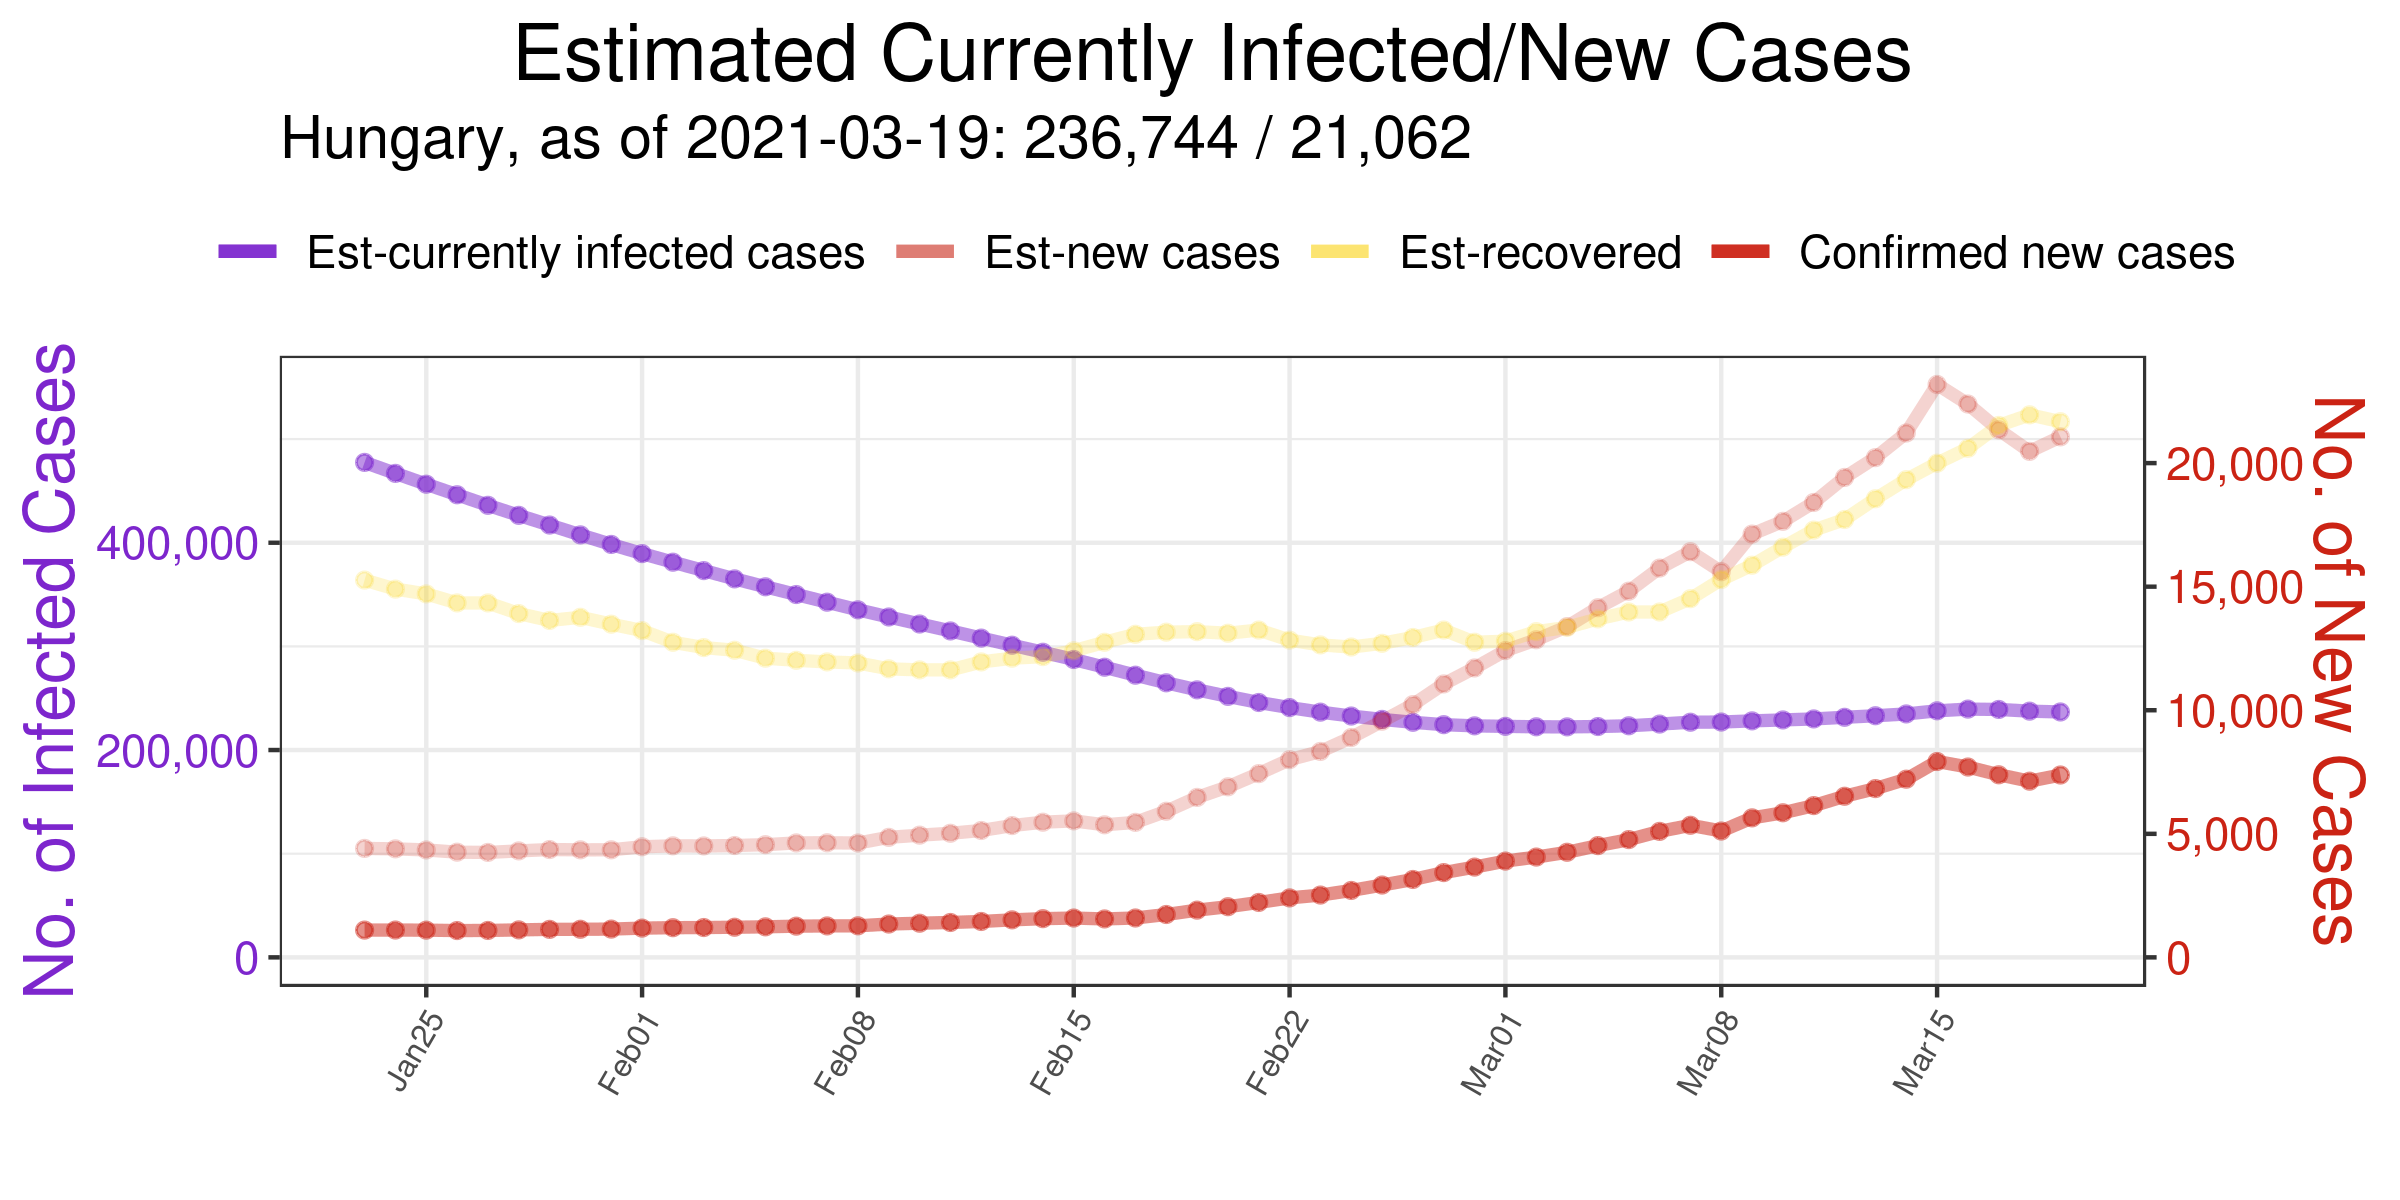 Estimated Currently Infected/New Cases
Hungary, as of 2021-03-19: 236,744 / 21,062
Est-currently infected cases
Est-new cases
Est-recovered
Confirmed new cases
No. of Infected Cases
400,000
200,000
0
20,000
15,000
10,000
5,000
0
No. of New Cases
Jan25
Feb01
Feb08
Feb15
Feb22
Mar01
Mar08
Mar15